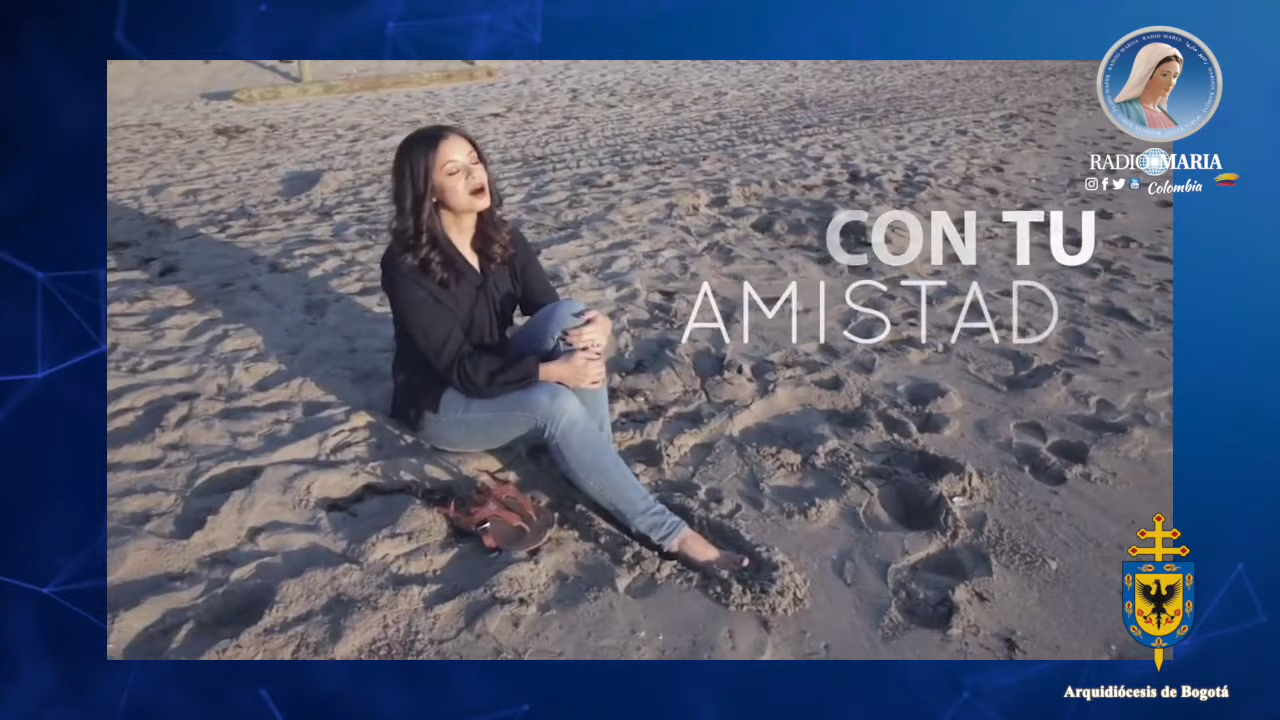 RADIO MARIA
Colombia
CON TU
AMISTAD
Arquidiócesis de Bogotá